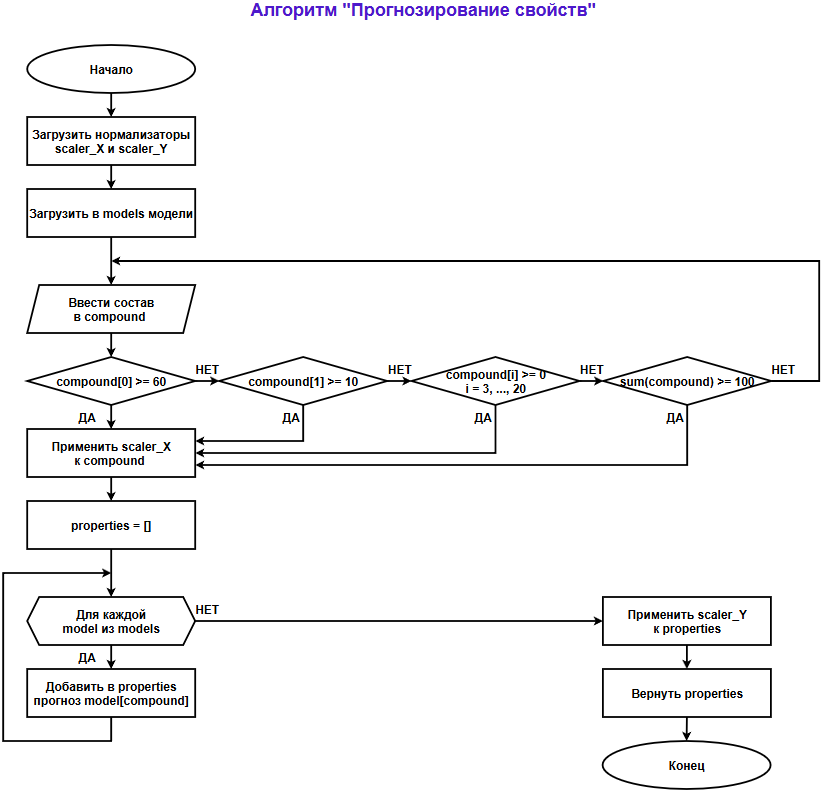 Алгоритм "Прогнозирование свойств"
Начало
Загрузить нормализаторы
scaler_X и scaler_Y
Загрузить в models модели
Ввести состав
в compound
compound[0] >= 60
НЕТ
compound[1] >= 10
НЕТ
compound[i] >= 0
i = 3, ..., 20
НЕТ
sum(compound) >= 100
НЕТ
ДА
ДА
ДА
ДА
Применить scaler_X
к compound
properties = []
Для каждой
model из models
НЕТ
ДА
Добавить в properties
прогноз model[compound]
Применить scaler_Y
к properties
Вернуть properties
Конец